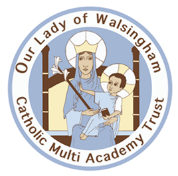 Our Lady of Walsingham
Catholic Multi Academy Trust